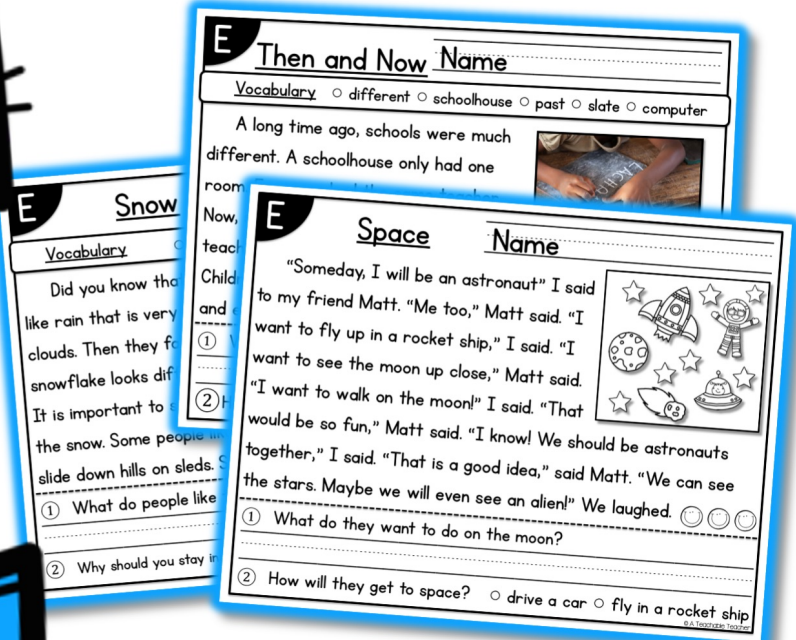 E
Then and Now Name
Vocabulary ○ different ○ schoolhouse ○ past ○ slate ○ computer
A long time ago, schools were much
different. A schoolhouse only had one
room
Now,
teac
Childr
and
①
②
E
Snow
Vocabulary
Did you know tha
like rain that is very
clouds. Then they fo
snowflake looks dif
It is important to
the snow. Some people
slide down hills on sleds.
① What do people like
② Why should you stay in
E
Space Name
"Someday, I will be an astronaut" I said
to my friend Matt. "Me too," Matt said. "I
want to fly up in a rocket ship," I said. "I
want to see the moon up close," Matt said.
"I want to walk on the moon!" I said. "That
would be so fun," Matt said. "I know! We should be astronauts
together," I said. "That is a good idea," said Matt. "We can see
the stars. Maybe we will even see an alien!" We laughed.
① What do they want to do on the moon?
② How will they get to space? ○ drive a car ○ fly in a rocket ship
©A Teachable Teacher